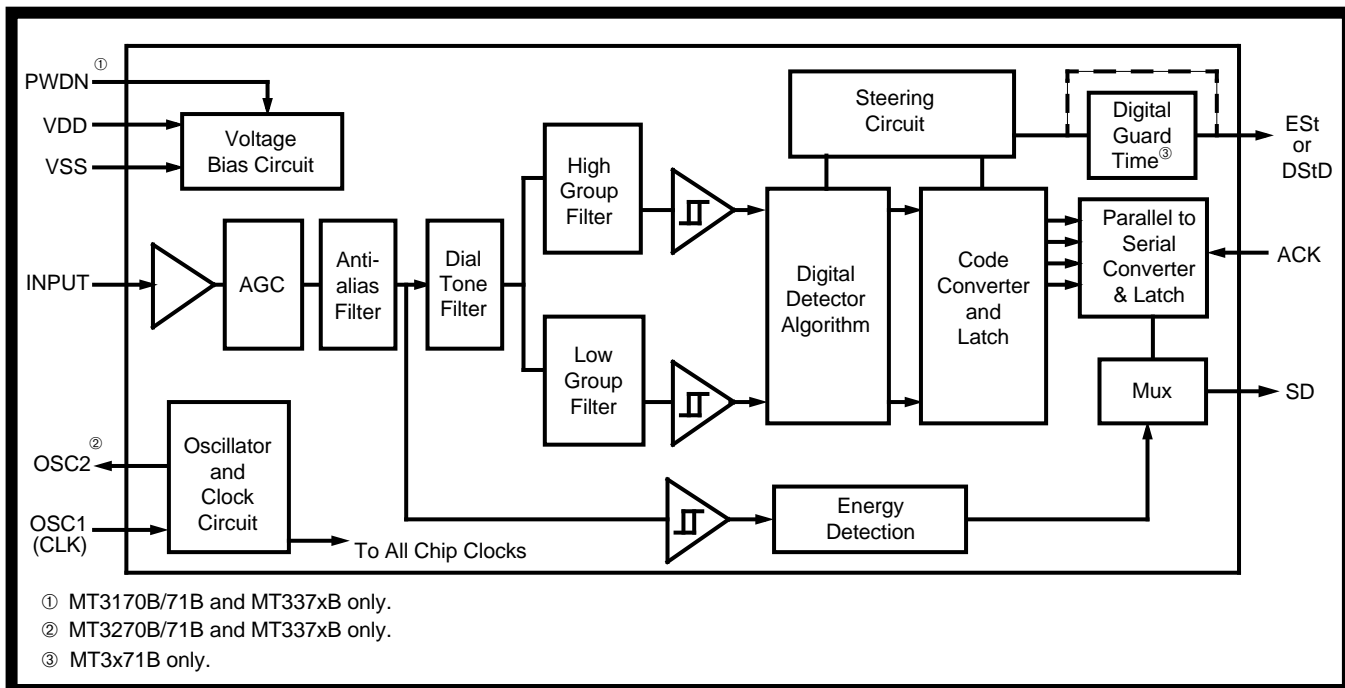 PWDN ①
VDD
VSS
Voltage
Bias Circuit
INPUT
AGC
Anti-
alias
Filter
Dial
Tone
Filter
High
Group
Filter
Low
Group
Filter
Steering
Circuit
Digital
Detector
Algorithm
Code
Converter
and
Latch
Digital
Guard
Time③
ESt
or
DStD
Parallel to
Serial
Converter
& Latch
ACK
Mux
SD
OSC2 ②
OSC1
(CLK)
Oscillator
and
Clock
Circuit
To All Chip Clocks
Energy
Detection
① MT3170B/71B and MT337xB only.
② MT3270B/71B and MT337xB only.
③ MT3x71B only.